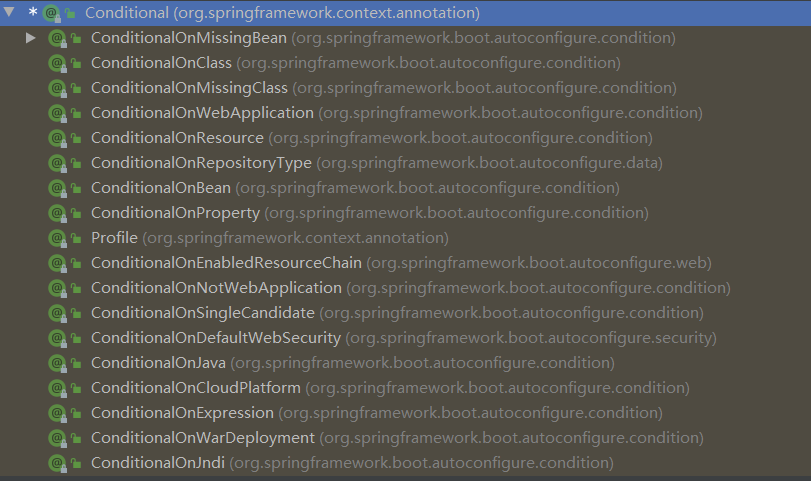 * Conditional (org.springframework.context.annotation)
ConditionalOnMissingBean (org.springframework.boot.autoconfigure.condition)
ConditionalOnClass (org.springframework.boot.autoconfigure.condition)
ConditionalOnMissingClass (org.springframework.boot.autoconfigure.condition)
ConditionalOnWebApplication (org.springframework.boot.autoconfigure.condition)
ConditionalOnResource (org.springframework.boot.autoconfigure.condition)
ConditionalOnRepositoryType (org.springframework.boot.autoconfigure.data)
ConditionalOnBean (org.springframework.boot.autoconfigure.condition)
ConditionalOnProperty (org.springframework.boot.autoconfigure.condition)
Profile (org.springframework.context.annotation)
ConditionalOnEnabledResourceChain (org.springframework.boot.autoconfigure.web)
ConditionalOnNotWebApplication (org.springframework.boot.autoconfigure.condition)
ConditionalOnSingleCandidate (org.springframework.boot.autoconfigure.condition)
ConditionalOnDefaultWebSecurity (org.springframework.boot.autoconfigure.security)
ConditionalOnJava (org.springframework.boot.autoconfigure.condition)
ConditionalOnCloudPlatform (org.springframework.boot.autoconfigure.condition)
ConditionalOnExpression (org.springframework.boot.autoconfigure.condition)
ConditionalOnWarDeployment (org.springframework.boot.autoconfigure.condition)
ConditionalOnJndi (org.springframework.boot.autoconfigure.condition)